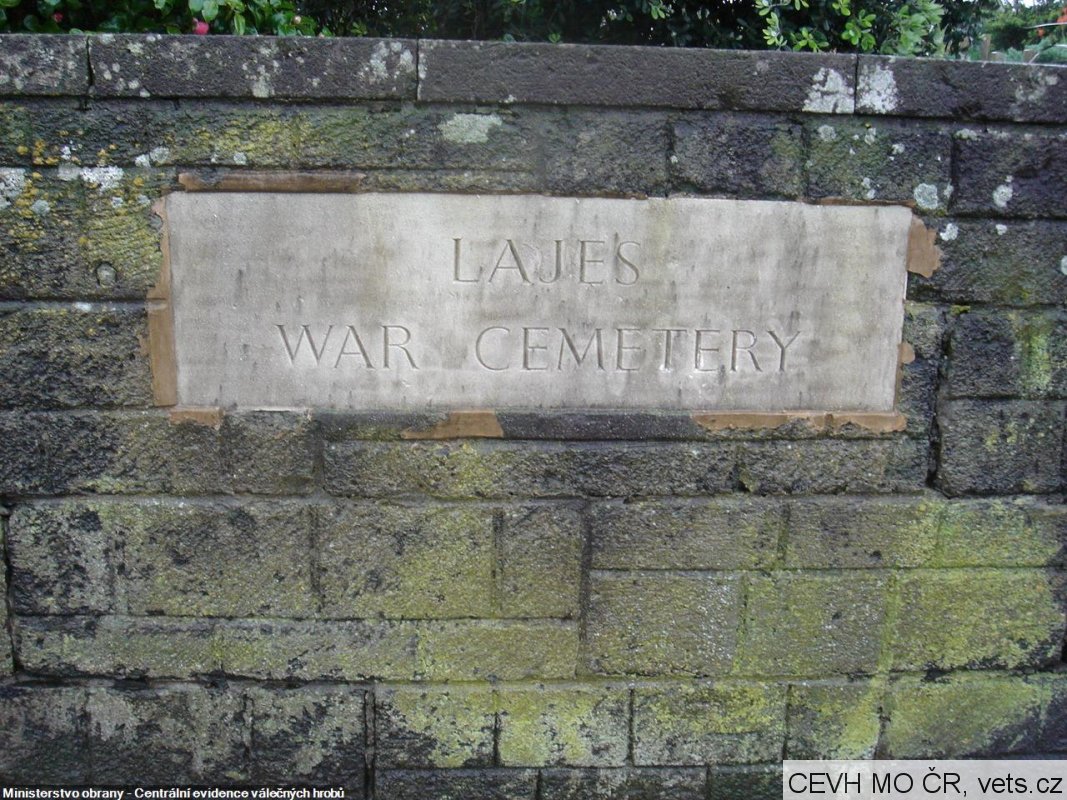 LAJES
WAR CEMETERY
Ministerstvo obrany - Centrální evidence válečných hrobů
CEVH MO ČR, vets.cz